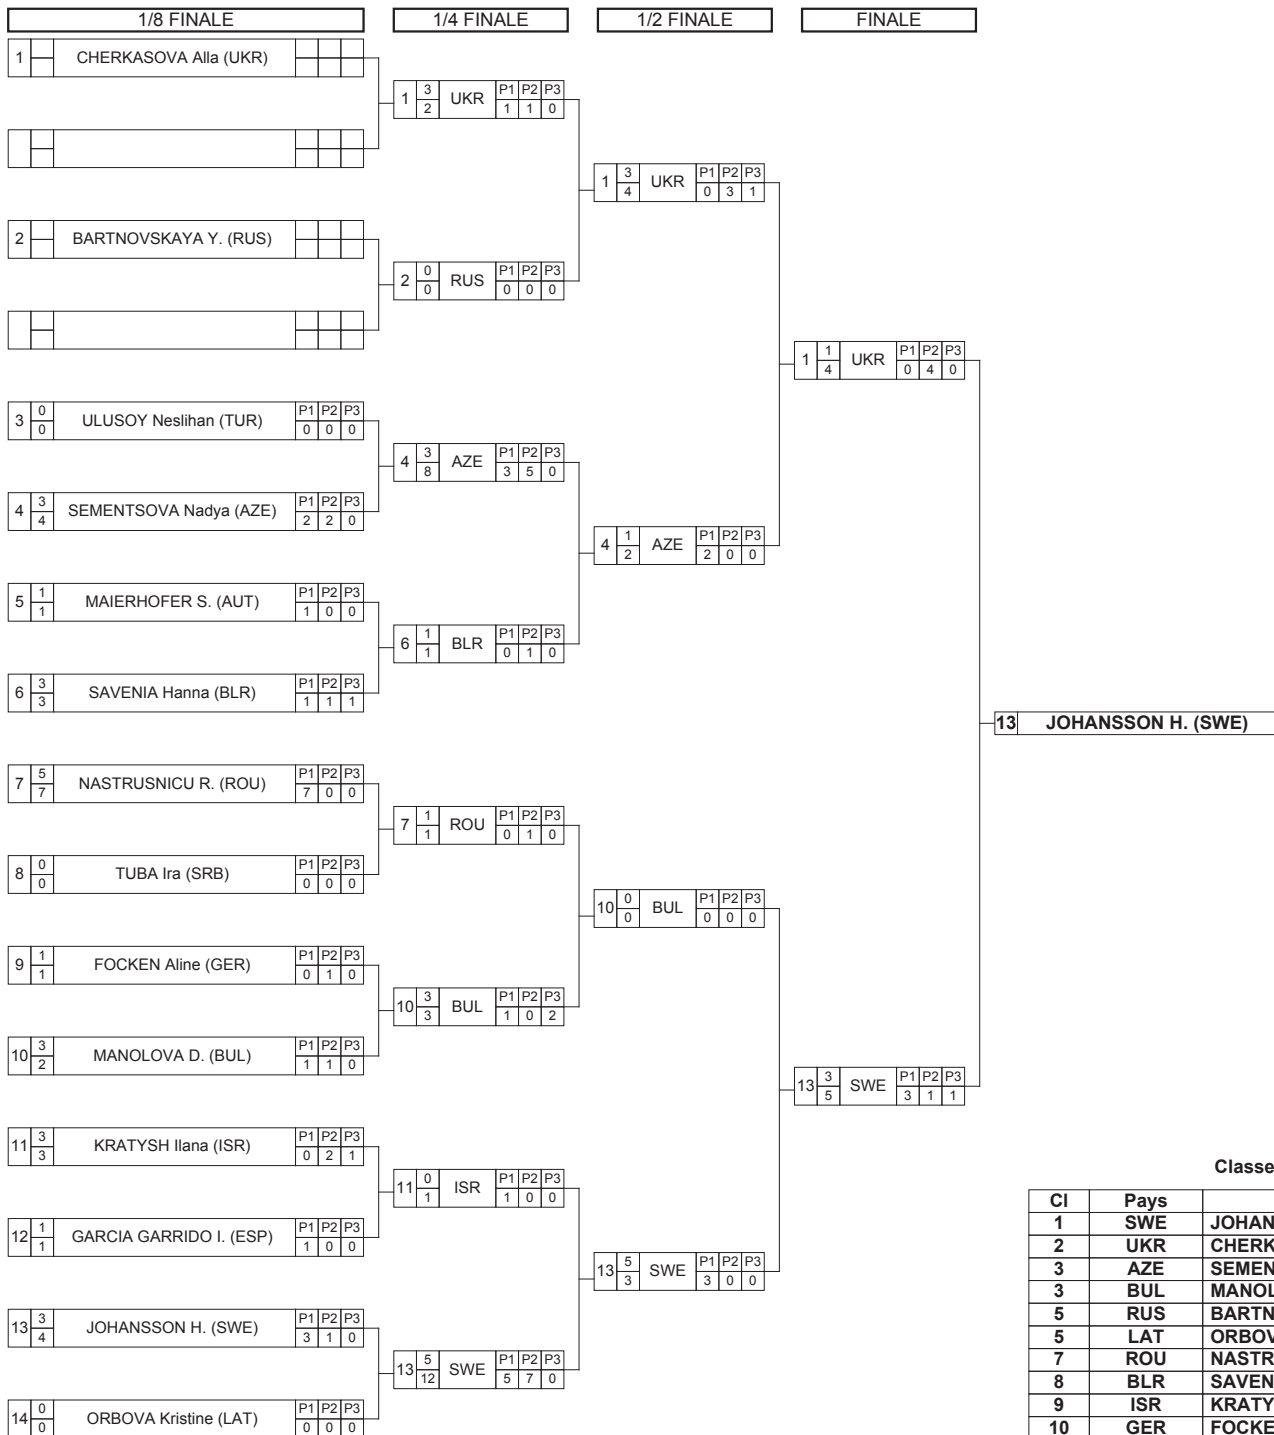 1/8 FINALE 1/4 FINALE 1/2 FINALE FINALE
1 CHERKASOVA Alla (UKR)
1 3 2 UKR P1 P2 P3 1 1 0
1 3 4 UKR P1 P2 P3 0 3 1
2 BARTNOVSKAYA Y. (RUS)
2 0 0 RUS P1 P2 P3 0 0 0
1 1 4 UKR P1 P2 P3 0 4 0
3 0 0 ULUSOY Neslihan (TUR) P1 P2 P3 0 0 0
4 3 8 AZE P1 P2 P3 3 5 0
4 3 4 SEMENTSOVA Nadya (AZE) P1 P2 P3 2 2 0
4 1 2 AZE P1 P2 P3 2 0 0
5 1 1 MAIERHOFER S. (AUT) P1 P2 P3 1 0 0
6 1 1 BLR P1 P2 P3 0 1 0
6 3 3 SAVENIA Hanna (BLR) P1 P2 P3 1 1 1
13 JOHANSSON H. (SWE)
7 5 7 NASTRUSNICU R. (ROU) P1 P2 P3 7 0 0
7 1 1 ROU P1 P2 P3 0 1 0
8 0 0 TUBA Ira (SRB) P1 P2 P3 0 0 0
10 0 0 BUL P1 P2 P3 0 0 0
9 1 1 FOCKEN Aline (GER) P1 P2 P3 0 1 0
10 3 3 BUL P1 P2 P3 1 0 2
10 3 2 MANOLOVA D. (BUL) P1 P2 P3 1 1 0
13 3 5 SWE P1 P2 P3 3 1 1
11 3 3 KRATYSH Ilana (ISR) P1 P2 P3 0 2 1
11 0 1 ISR P1 P2 P3 1 0 0
12 1 1 GARCIA GARRIDO I. (ESP) P1 P2 P3 1 0 0
13 5 3 SWE P1 P2 P3 3 0 0
13 3 4 JOHANSSON H. (SWE) P1 P2 P3 3 1 0
13 5 12 SWE P1 P2 P3 5 7 0
14 0 0 ORBOVA Kristine (LAT) P1 P2 P3 0 0 0
Classe
Cl Pays
1 SWE JOHAN
2 UKR CHERK
3 AZE SEMEN
3 BUL MANOL
5 RUS BARTN
5 LAT ORBOV
7 ROU NASTR
8 BLR SAVEN
9 ISR KRATY
10 GER FOCKE